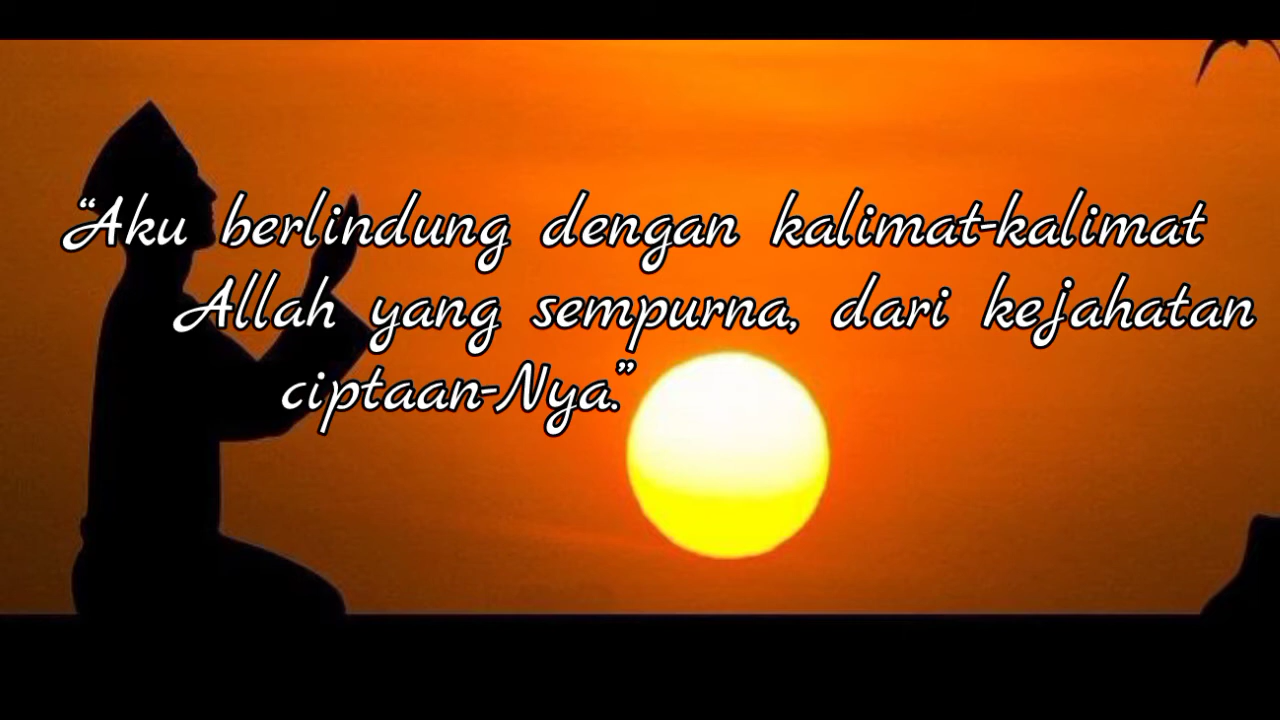 “Aku berlindung dengan kalimat-kalimat
Allah yang sempurna, dari kejahatan
ciptaan-Nya.”